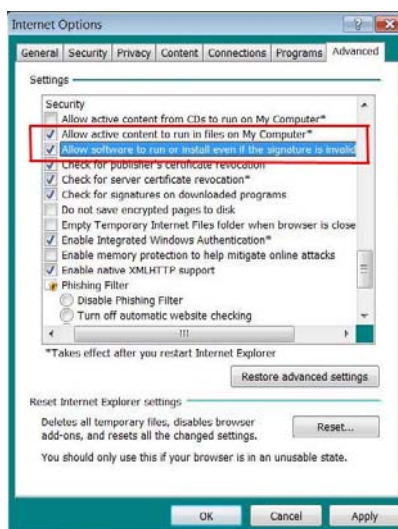 Internet Options
General Security Privacy Content Connections Programs Advanced
Settings
Security
Allow active content from CDs to run on My Computer*
Allow active content to run in files on My Computer*
Allow software to run or install even if the signature is invalid
Check for publisher's certificate revocation
Check for server certificate revocation*
Check for signatures on downloaded programs
Do not save encrypted pages to disk
Empty Temporary Internet Files folder when browser is close
Enable Integrated Windows Authentication*
Enable memory protection to help mitigate online attacks
Enable native XMLHTTP support
Phishing Filter
Disable Phishing Filter
Turn off automatic website checking
*Takes effect after you restart Internet Explorer
Restore advanced settings
Reset Internet Explorer settings
Deletes all temporary files, disables browser
add-ons, and resets all the changed settings.
Reset...
You should only use this if your browser is in an unusable state.
OK Cancel Apply